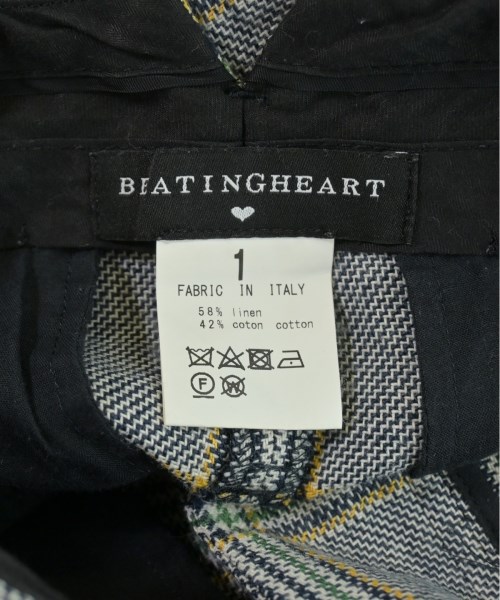 BEATINGHEART
1
FABRIC IN ITALY
58% linen
42% coton cotton
F W